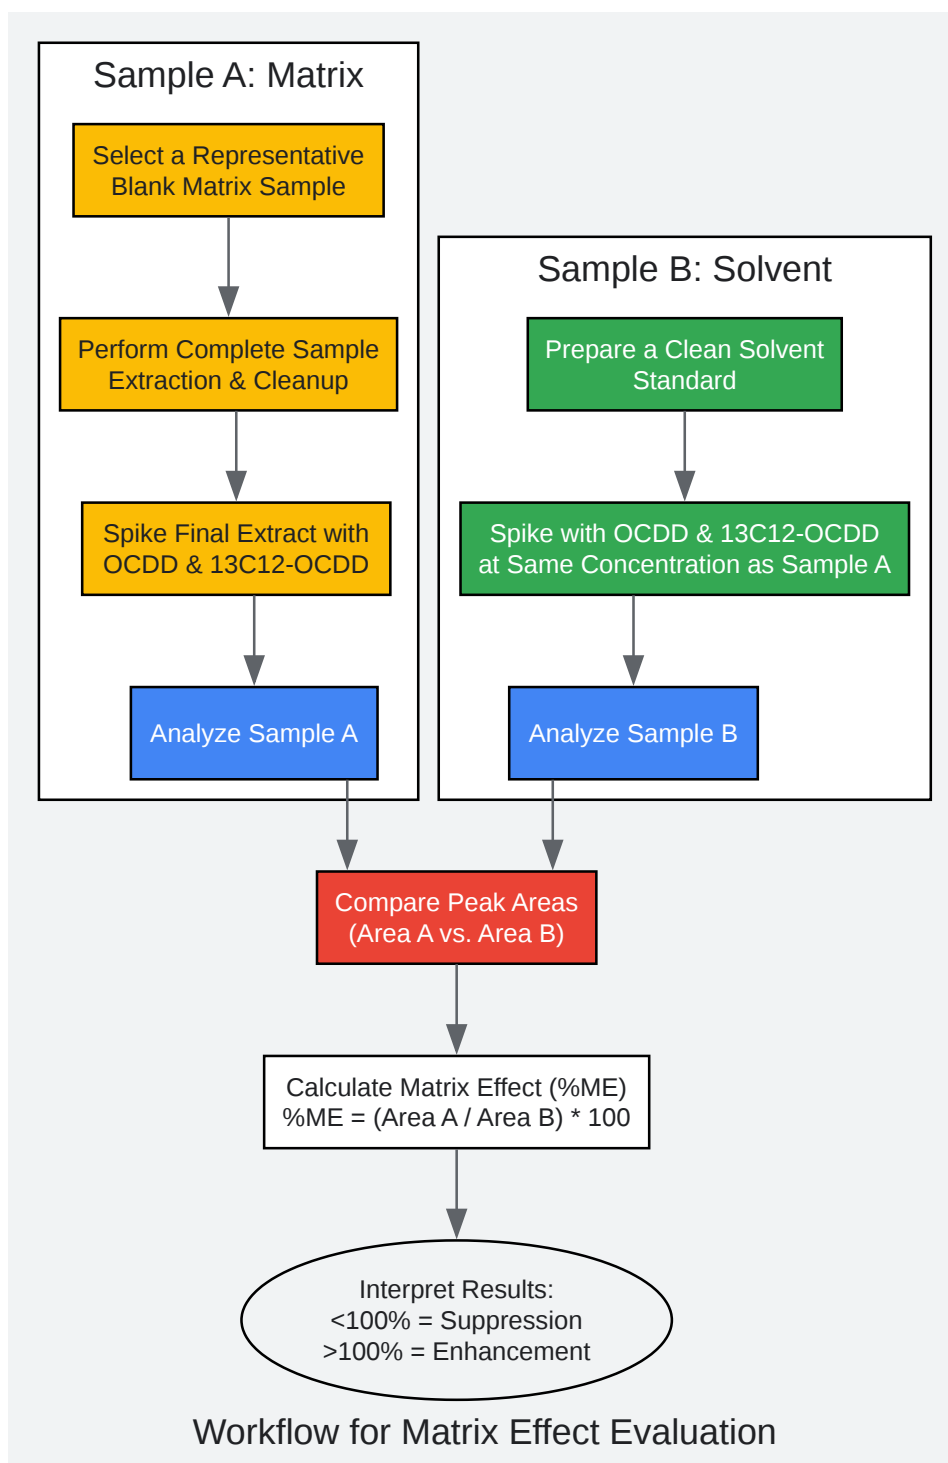 Sample A: Matrix
Select a Representative
Blank Matrix Sample
Perform Complete Sample
Extraction & Cleanup
Spike Final Extract with
OCDD & 13C12-OCDD
Analyze Sample A
Sample B: Solvent
Prepare a Clean Solvent
Standard
Spike with OCDD & 13C12-OCDD
at Same Concentration as Sample A
Analyze Sample B
Compare Peak Areas
(Area A vs. Area B)
Calculate Matrix Effect (%ME)
%ME = (Area A / Area B) * 100
Interpret Results:
<100% = Suppression
>100% = Enhancement
Workflow for Matrix Effect Evaluation